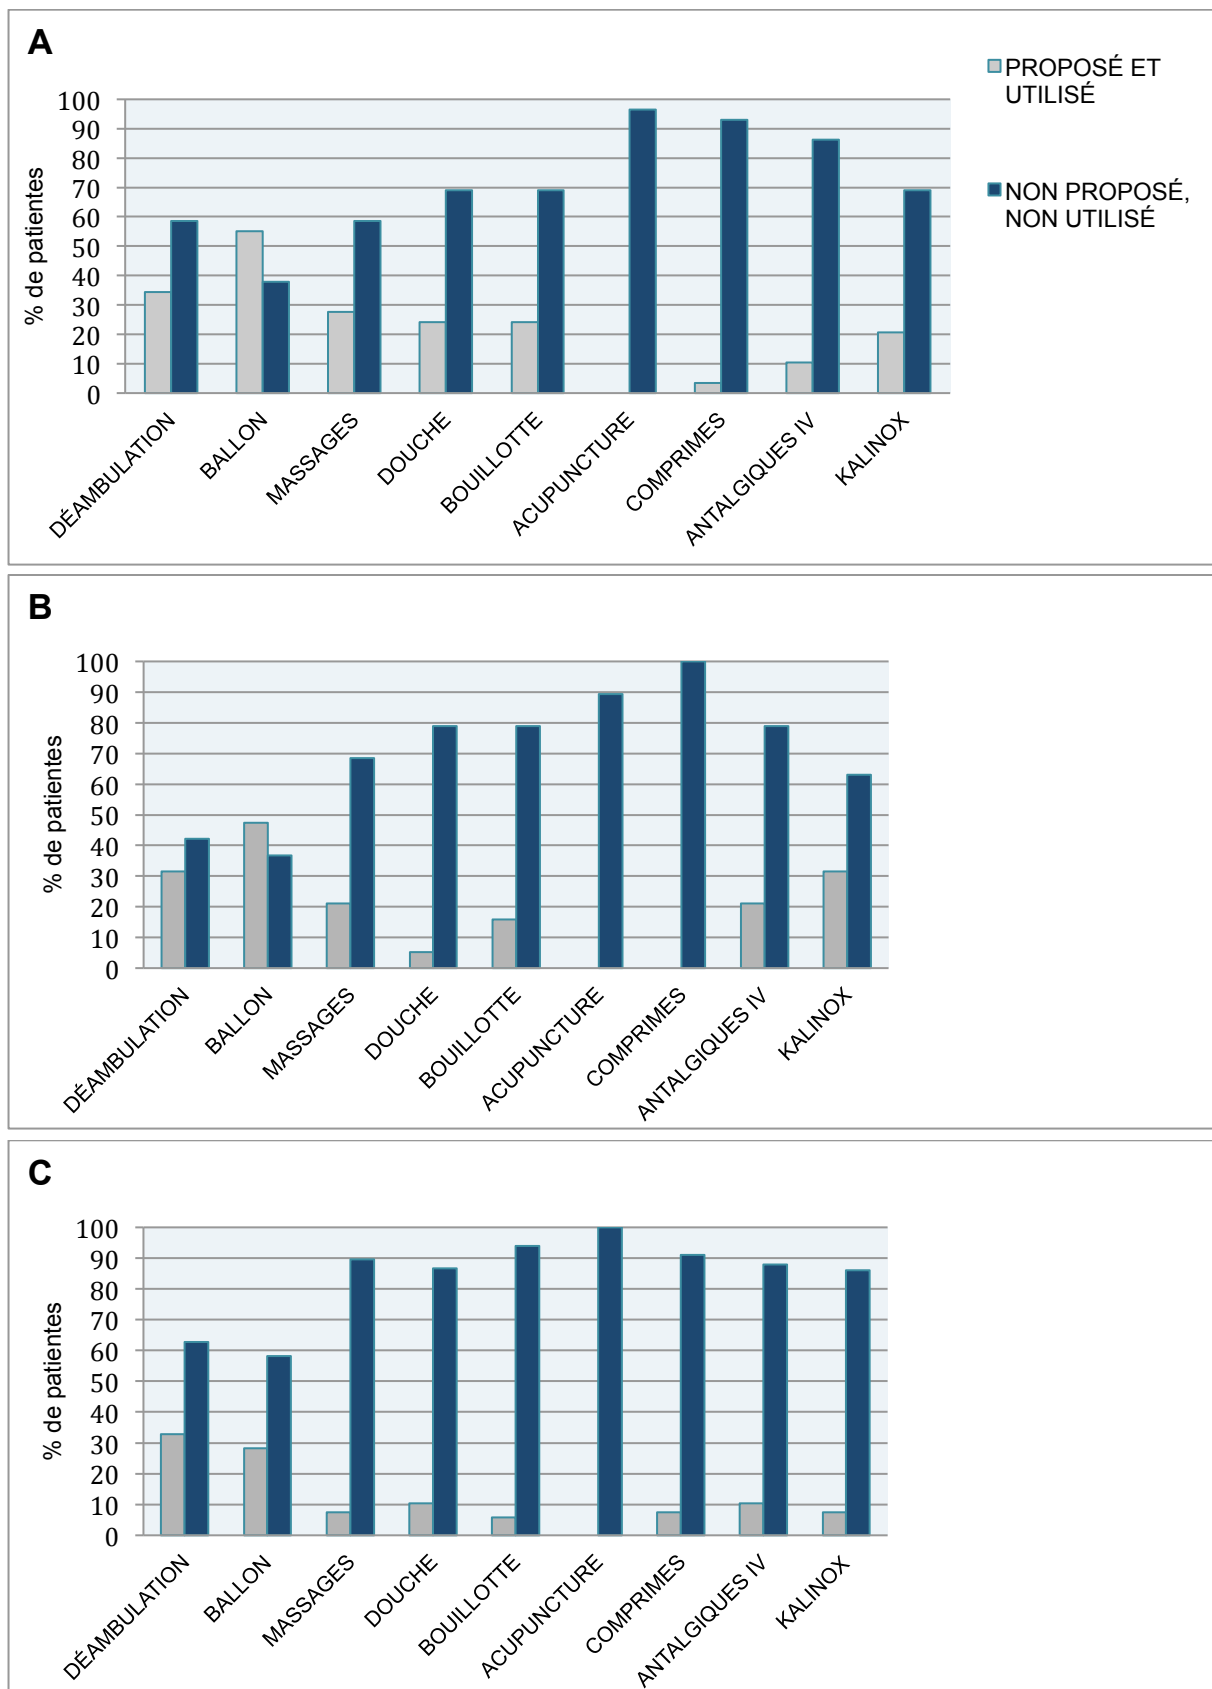 A
PROPOSÉ ET
UTILISÉ
NON PROPOSÉ,
NON UTILISÉ
% de patientes
100
90
80
70
60
50
40
30
20
10
0
DÉAMBULATION
BALLON
MASSAGES
DOUCHE
BOUILLOTTE
ACUPUNCTURE
COMPRIMES
ANTALGIQUES IV
KALINOX
B
% de patientes
100
90
80
70
60
50
40
30
20
10
0
DÉAMBULATION
BALLON
MASSAGES
DOUCHE
BOUILLOTTE
ACUPUNCTURE
COMPRIMES
ANTALGIQUES IV
KALINOX
C
% de patientes
100
90
80
70
60
50
40
30
20
10
0
DÉAMBULATION
BALLON
MASSAGES
DOUCHE
BOUILLOTTE
ACUPUNCTURE
COMPRIMES
ANTALGIQUES IV
KALINOX